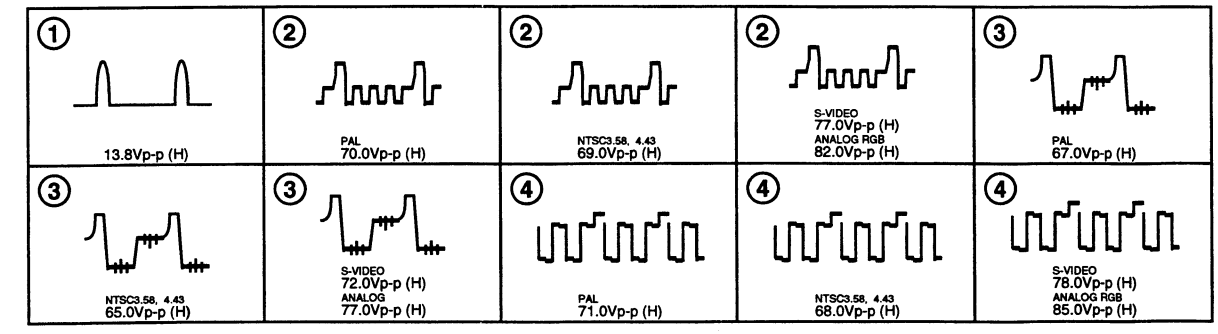 ①
13.8Vp-p (H)
②
PAL
70.0Vp-p (H)
②
NTSC3.58, 4.43
69.0Vp-p (H)
②
S-VIDEO
77.0Vp-p (H)
ANALOG RGB
82.0Vp-p (H)
③
PAL
67.0Vp-p (H)
③
NTSC3.58, 4.43
65.0Vp-p (H)
③
S-VIDEO
72.0Vp-p (H)
ANALOG
77.0Vp-p (H)
④
PAL
71.0Vp-p (H)
④
NTSC3.58, 4.43
68.0Vp-p (H)
④
S-VIDEO
78.0Vp-p (H)
ANALOG RGB
85.0Vp-p (H)